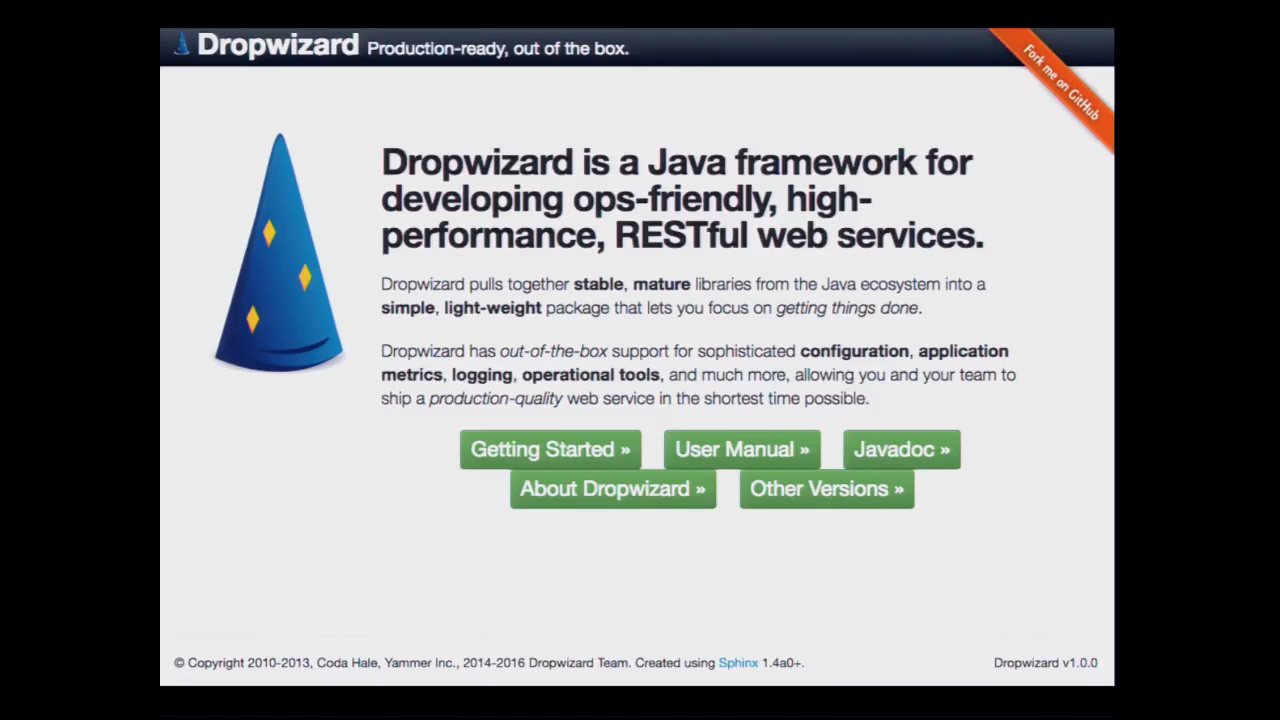 Dropwizard Production-ready, out of the box.
Fork me on GitHub
Dropwizard is a Java framework for
developing ops-friendly, high-
performance, RESTful web services.
Dropwizard pulls together stable, mature libraries from the Java ecosystem into a
simple, light-weight package that lets you focus on getting things done.
Dropwizard has out-of-the-box support for sophisticated configuration, application
metrics, logging, operational tools, and much more, allowing you and your team to
ship a production-quality web service in the shortest time possible.
Getting Started » User Manual » Javadoc »
About Dropwizard » Other Versions »
© Copyright 2010-2013, Coda Hale, Yammer Inc., 2014-2016 Dropwizard Team. Created using Sphinx 1.4a0+. Dropwizard v1.0.0